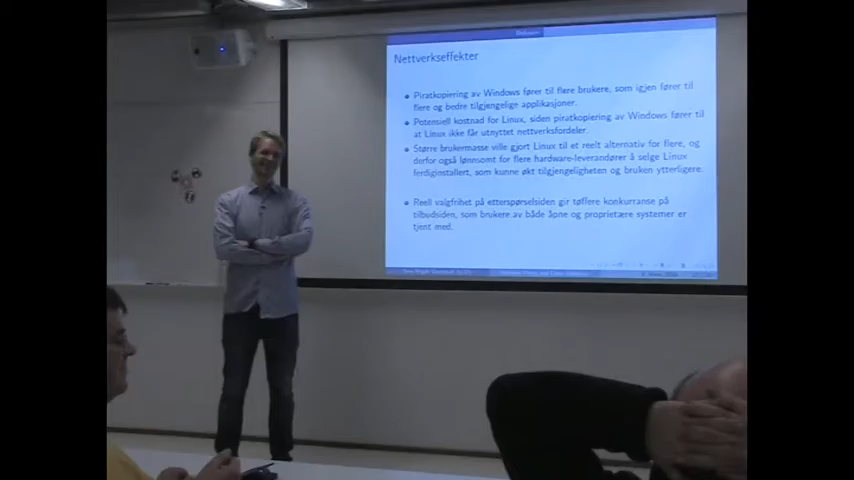 Nettverkseffekter
Piratkopiering av Windows fører til flere brukere, som igjen fører til
flere og bedre tilgjengelige applikasjoner.
Potensiell kostnad for Linux, siden piratkopiering av Windows fører til
at Linux ikke får utnyttet nettverksfordeler.
Større brukermasse ville gjort Linux til et reelt alternativ for flere, og
derfor også lønnsomt for flere hardware-leverandører å selge Linux
ferdiginstallert, som kunne økt tilgjengeligheten og bruken ytterligere.
Reell valgfrihet på etterspørselsiden gir tøffere konkurranse på
tilbudsiden, som brukere av både åpne og proprietære systemer er
tjent med.